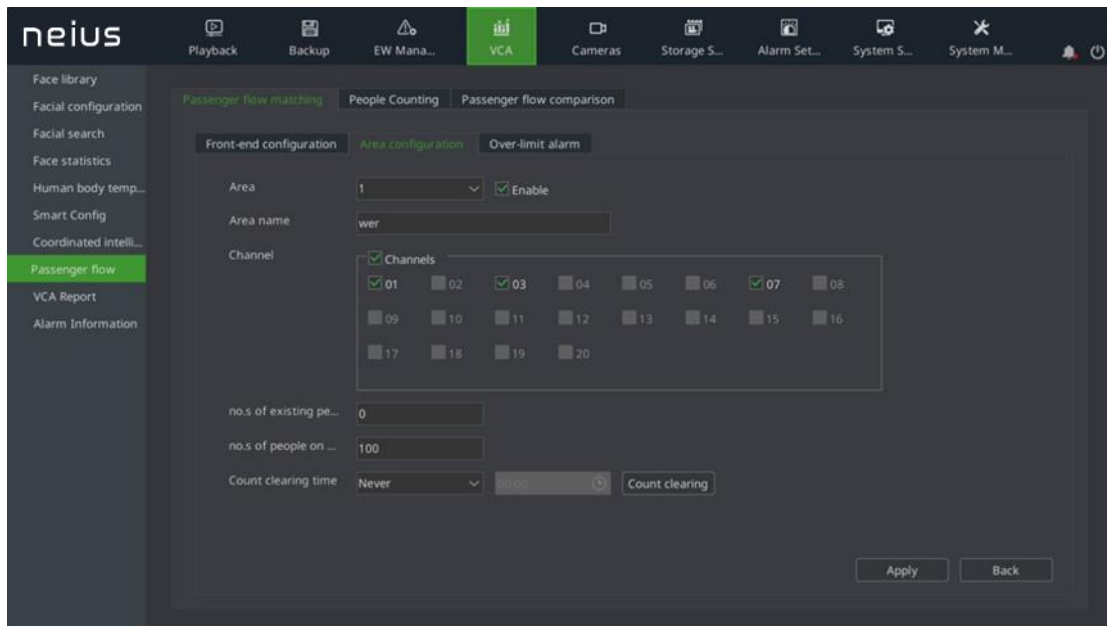 neius
Playback Backup EW Mana... VCA Cameras Storage S... Alarm Set... System S... System M...
Face library
Facial configuration
Facial search
Face statistics
Human body temp...
Smart Config
Coordinated intelli...
Passenger flow
VCA Report
Alarm Information
Passenger flow matching People Counting Passenger flow comparison
Front-end configuration Area configuration Over-limit alarm
Area 1 Enable
Area name wer
Channel Channels
01 02 03 04 05 06 07 08
09 10 11 12 13 14 15 16
17 18 19 20
no.s of existing pe... 0
no.s of people on ... 100
Count clearing time Never 00:00 Count clearing
Apply Back